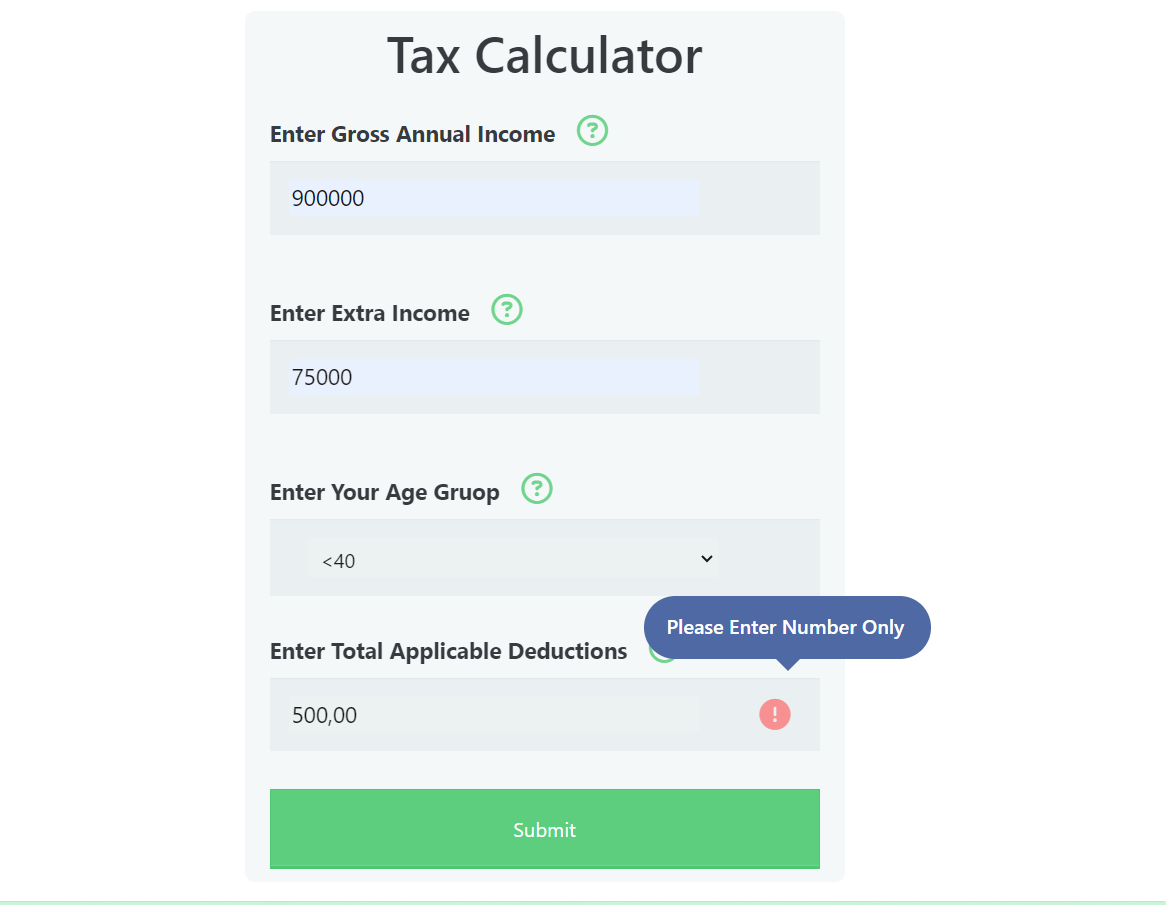 Tax Calculator
Enter Gross Annual Income ?
900000
Enter Extra Income ?
75000
Enter Your Age Gruop ?
<40
Please Enter Number Only
Enter Total Applicable Deductions
500,00 !
Submit